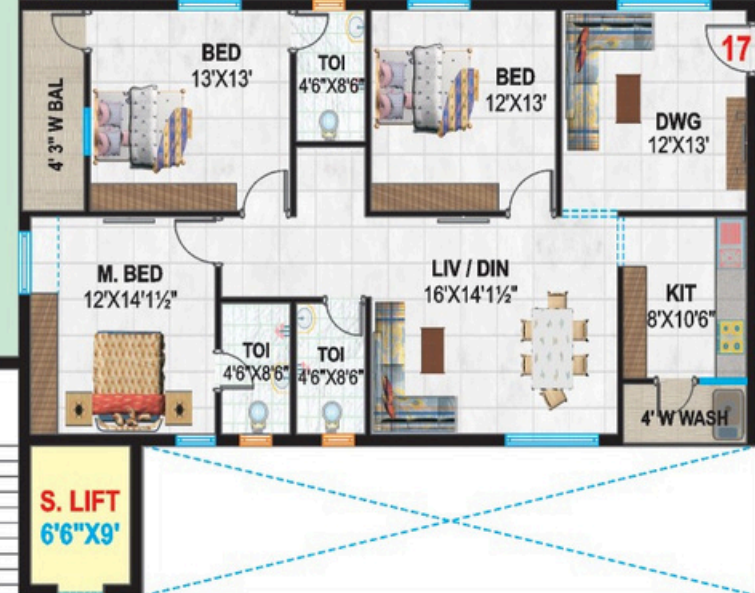 BED
13'X13'
TOI
4'6"X8'6"
BED
12'X13'
17
DWG
12'X13'
4' 3" W BAL
M. BED
12'X14'1½"
LIV / DIN
16'X14'1½"
KIT
8'X10'6"
TOI
4'6"X8'6"
TOI
4'6"X8'6"
4' W WASH
S. LIFT
6'6"X9'